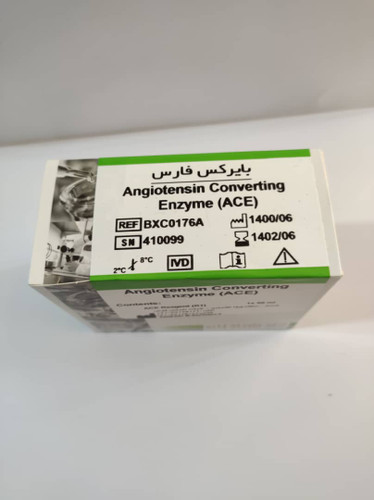 بایرکس فارس
Angiotensin Converting
Enzyme (ACE)
REF BXC0176A 1400/06
SN 410099 1402/06
2°C 8°C IVD
Angiotensin Converting
Enzyme (ACE)
Contents: